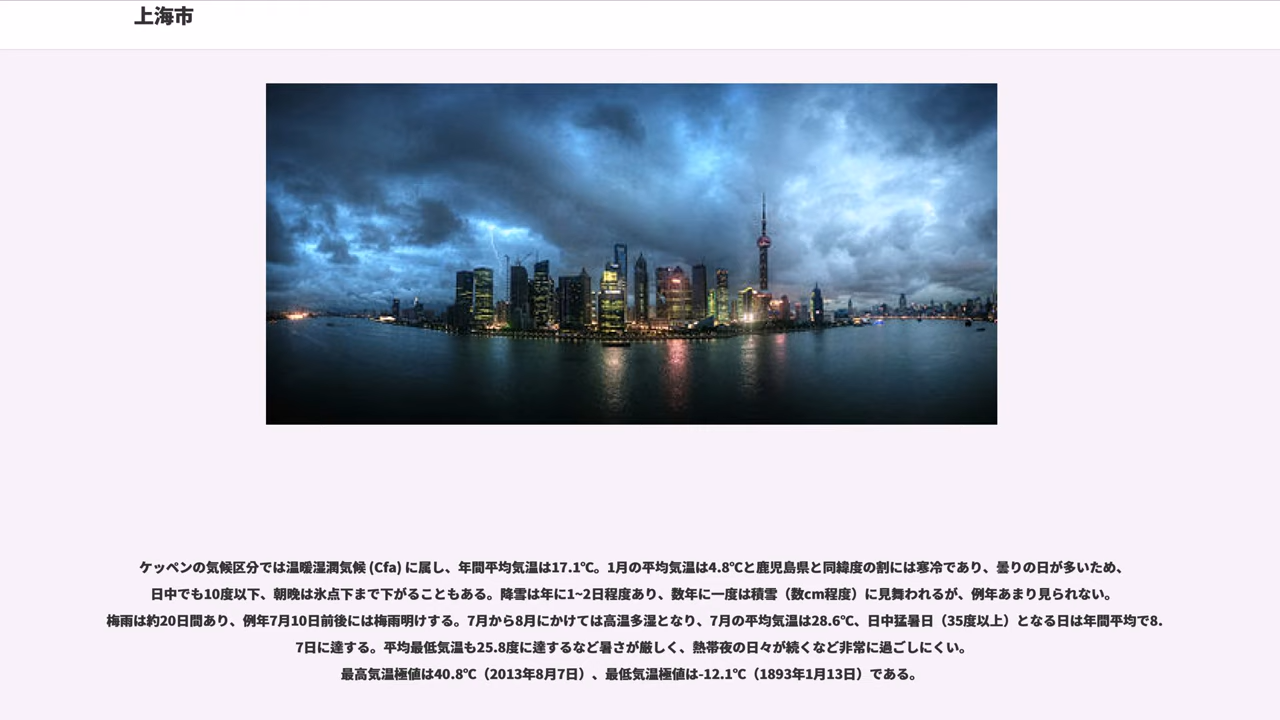 上海市
ケッペンの気候区分では温暖湿潤気候 (Cfa) に属し、年間平均気温は17.1℃。1月の平均気温は4.8℃と鹿児島県と同緯度の割には寒冷であり、曇りの日が多いため、
日中でも10度以下、朝晩は氷点下まで下がることもある。降雪は年に1~2日程度あり、数年に一度は積雪（数cm程度）に見舞われるが、例年あまり見られない。
梅雨は約20日間あり、例年7月10日前後には梅雨明けする。7月から8月にかけては高温多湿となり、7月の平均気温は28.6℃、日中猛暑日（35度以上）となる日は年間平均で8.
7日に達する。平均最低気温も25.8度に達するなど暑さが厳しく、熱帯夜の日々が続くなど非常に過ごしにくい。
最高気温極値は40.8℃（2013年8月7日）、最低気温極値は-12.1℃（1893年1月13日）である。